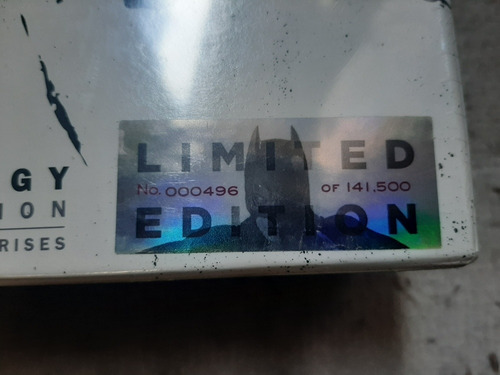 GY
ION
RISES
LIMITED
No. 000496 OF 141,500
EDITION